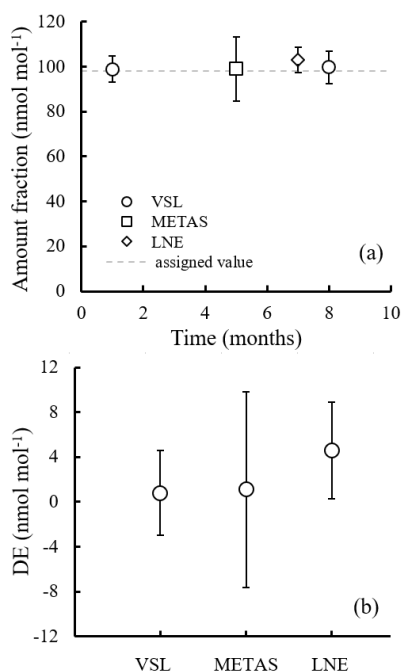 120
100
80
60
40
20
0
Amount fraction (nmol mol⁻¹)
VSL
METAS
LNE
assigned value
(a)
0 2 4 6 8 10
Time (months)
12
8
4
0
-4
-8
-12
DE (nmol mol⁻¹)
(b)
VSL METAS LNE